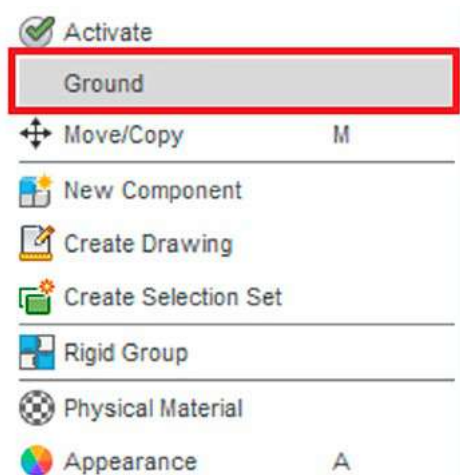 Activate
Ground
Move/Copy M
New Component
Create Drawing
Create Selection Set
Rigid Group
Physical Material
Appearance A